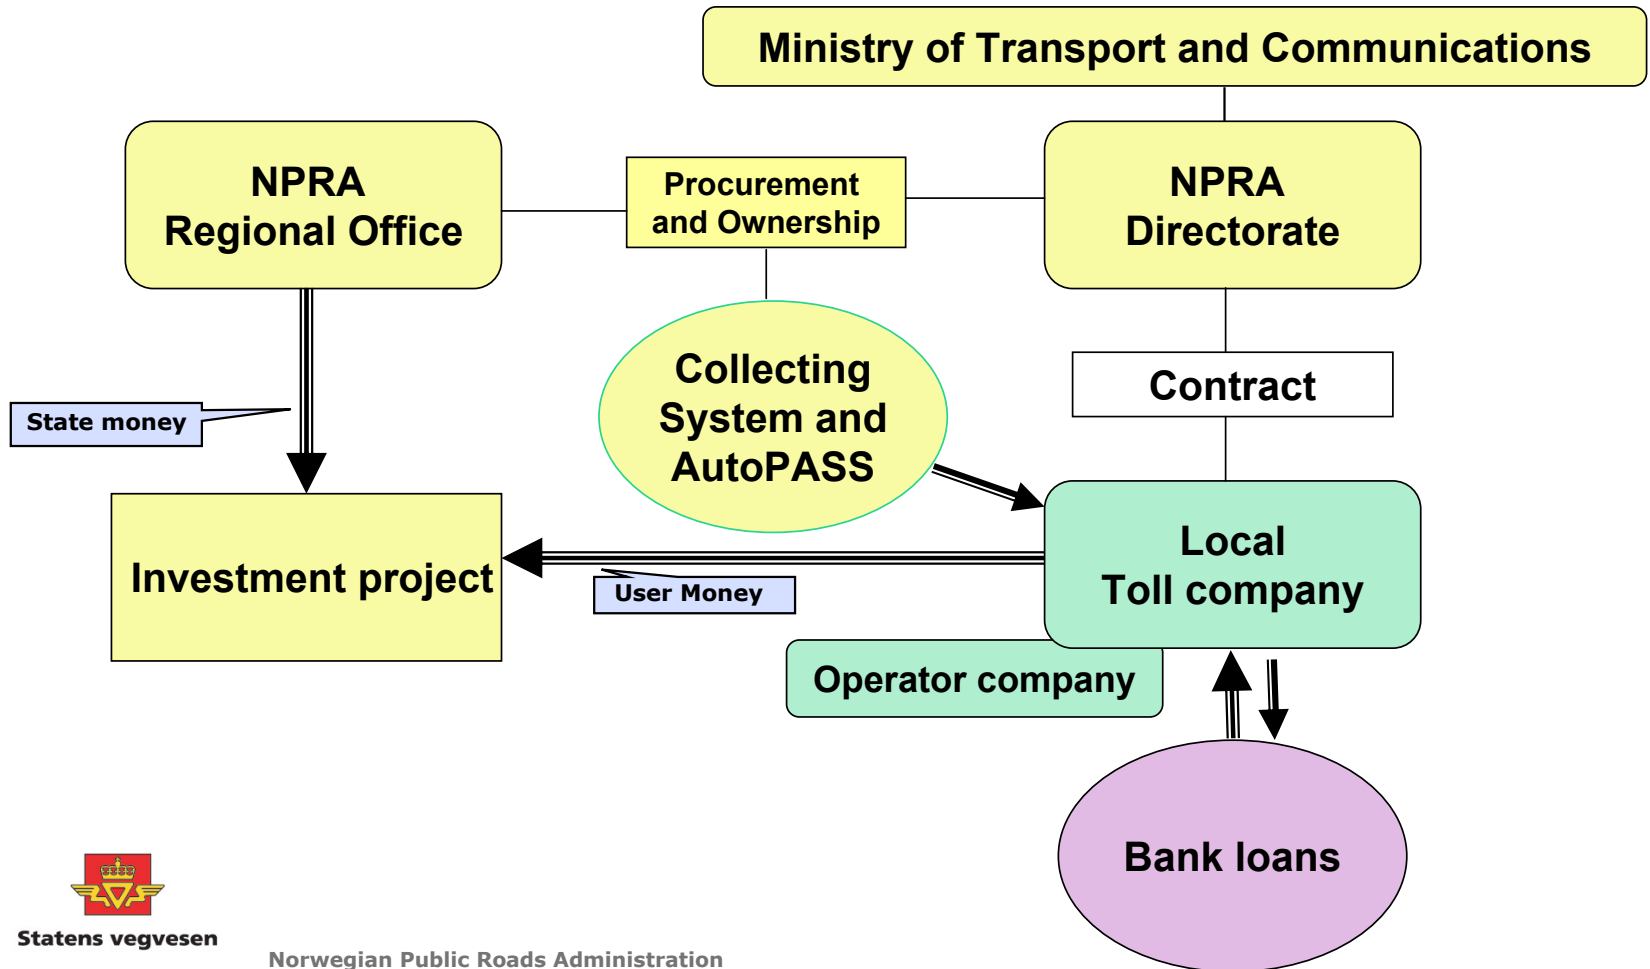 Ministry of Transport and Communications
NPRA
Regional Office
Procurement
and Ownership
NPRA
Directorate
Collecting
System and
AutoPASS
Contract
State money
Investment project
User Money
Local
Toll company
Operator company
Bank loans
Statens vegvesen
Norwegian Public Roads Administration